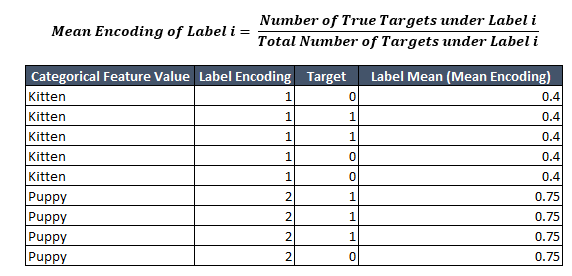 Mean Encoding of Label i = Number of True Targets under Label i / Total Number of Targets under Label i
Categorical Feature Value Label Encoding Target Label Mean (Mean Encoding)
Kitten 1 0 0.4
Kitten 1 1 0.4
Kitten 1 1 0.4
Kitten 1 0 0.4
Kitten 1 0 0.4
Puppy 2 1 0.75
Puppy 2 1 0.75
Puppy 2 1 0.75
Puppy 2 0 0.75